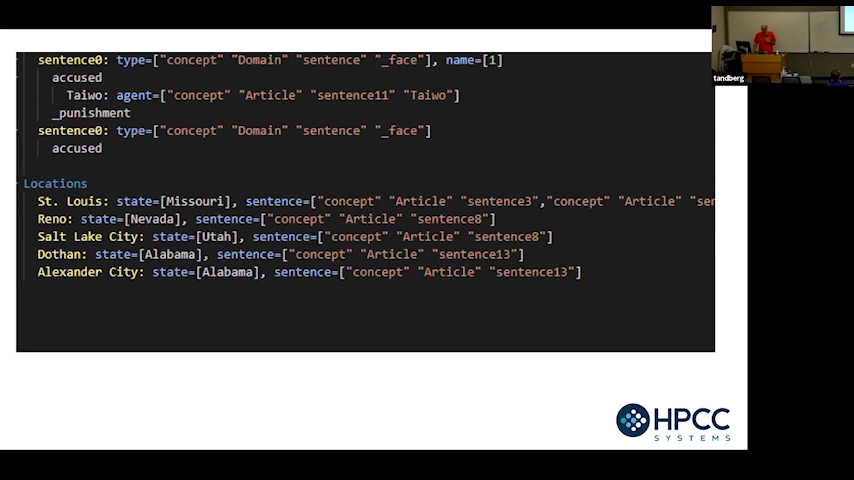 sentence0: type=["concept" "Domain" "sentence" "_face"], name=[1]
accused
Taiwo: agent=["concept" "Article" "sentence11" "Taiwo"]
_punishment
sentence0: type=["concept" "Domain" "sentence" "_face"]
accused
Locations
St. Louis: state=[Missouri], sentence=["concept" "Article" "sentence3","concept" "Article" "sen
Reno: state=[Nevada], sentence=["concept" "Article" "sentence8"]
Salt Lake City: state=[Utah], sentence=["concept" "Article" "sentence8"]
Dothan: state=[Alabama], sentence=["concept" "Article" "sentence13"]
Alexander City: state=[Alabama], sentence=["concept" "Article" "sentence13"]
tandberg
HPCC
SYSTEMS